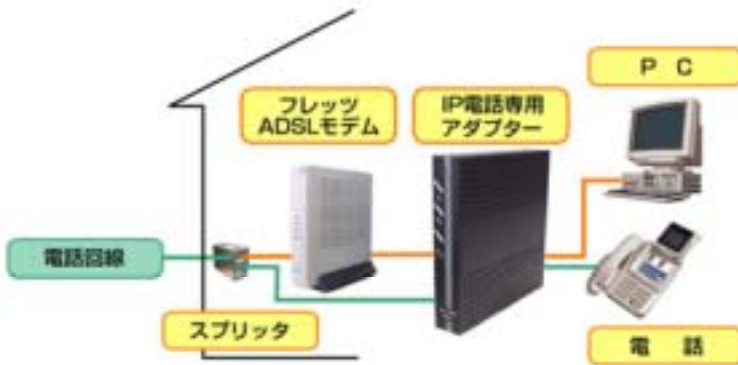 P C
フレッツ
ADSLモデム
IP電話専用
アダプター
電話回線
スプリッタ
電 話